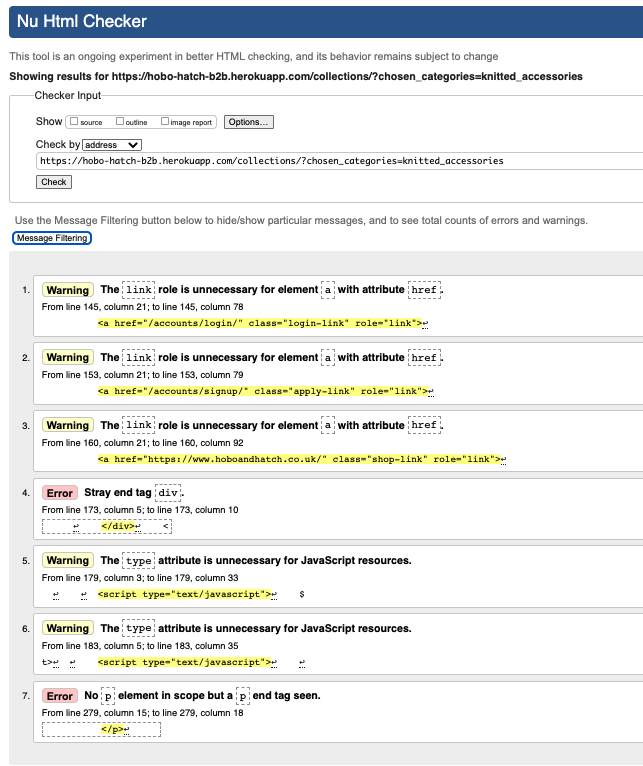 Nu Html Checker
This tool is an ongoing experiment in better HTML checking, and its behavior remains subject to change
Showing results for https://hobo-hatch-b2b.herokuapp.com/collections/?chosen_categories=knitted_accessories
Checker Input
Show source outline image report Options...
Check by address
https://hobo-hatch-b2b.herokuapp.com/collections/?chosen_categories=knitted_accessories
Check
Use the Message Filtering button below to hide/show particular messages, and to see total counts of errors and warnings.
Message Filtering
1. Warning The link role is unnecessary for element a with attribute href.
From line 145, column 21; to line 145, column 78
<a href="/accounts/login/" class="login-link" role="link">↩
2. Warning The link role is unnecessary for element a with attribute href.
From line 153, column 21; to line 153, column 79
<a href="/accounts/signup/" class="apply-link" role="link">↩
3. Warning The link role is unnecessary for element a with attribute href.
From line 160, column 21; to line 160, column 92
<a href="https://www.hoboandhatch.co.uk/" class="shop-link" role="link">↩
4. Error Stray end tag div.
From line 173, column 5; to line 173, column 10
↩ </div>↩ <
5. Warning The type attribute is unnecessary for JavaScript resources.
From line 179, column 3; to line 179, column 33
↩ ↩ <script type="text/javascript">↩ $
6. Warning The type attribute is unnecessary for JavaScript resources.
From line 183, column 5; to line 183, column 35
t>↩ ↩ <script type="text/javascript">↩ ↩
7. Error No p element in scope but a p end tag seen.
From line 279, column 15; to line 279, column 18
</p>↩